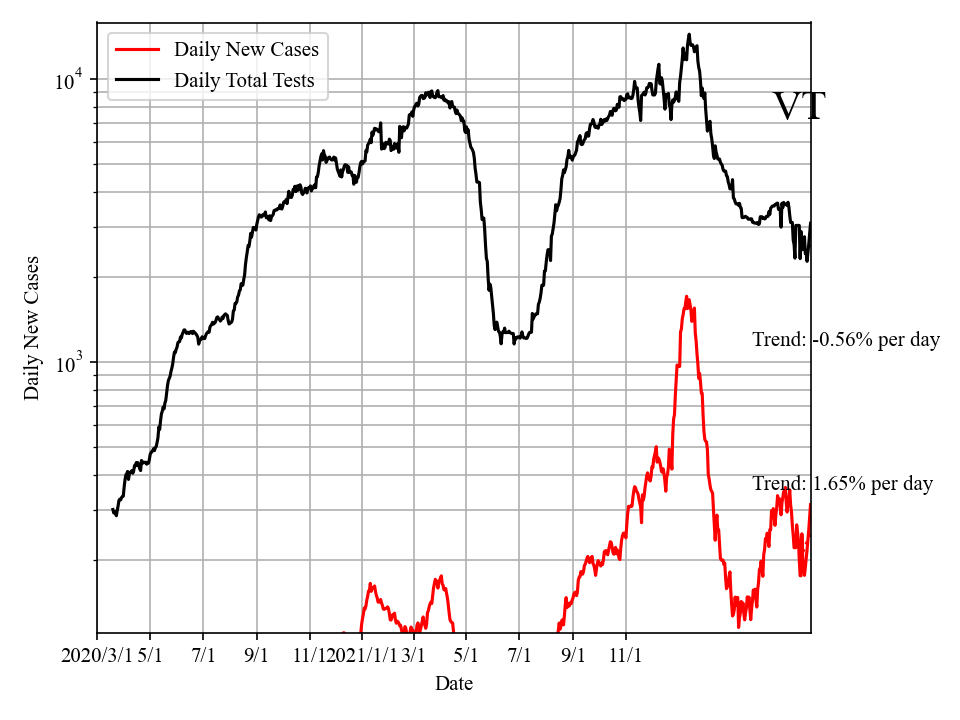 Daily New Cases
Daily Total Tests
VT
10^4
10^3
Daily New Cases
Trend: -0.56% per day
Trend: 1.65% per day
2020/3/1 5/1 7/1 9/1 11/1 2021/1/1 3/1 5/1 7/1 9/1 11/1
Date